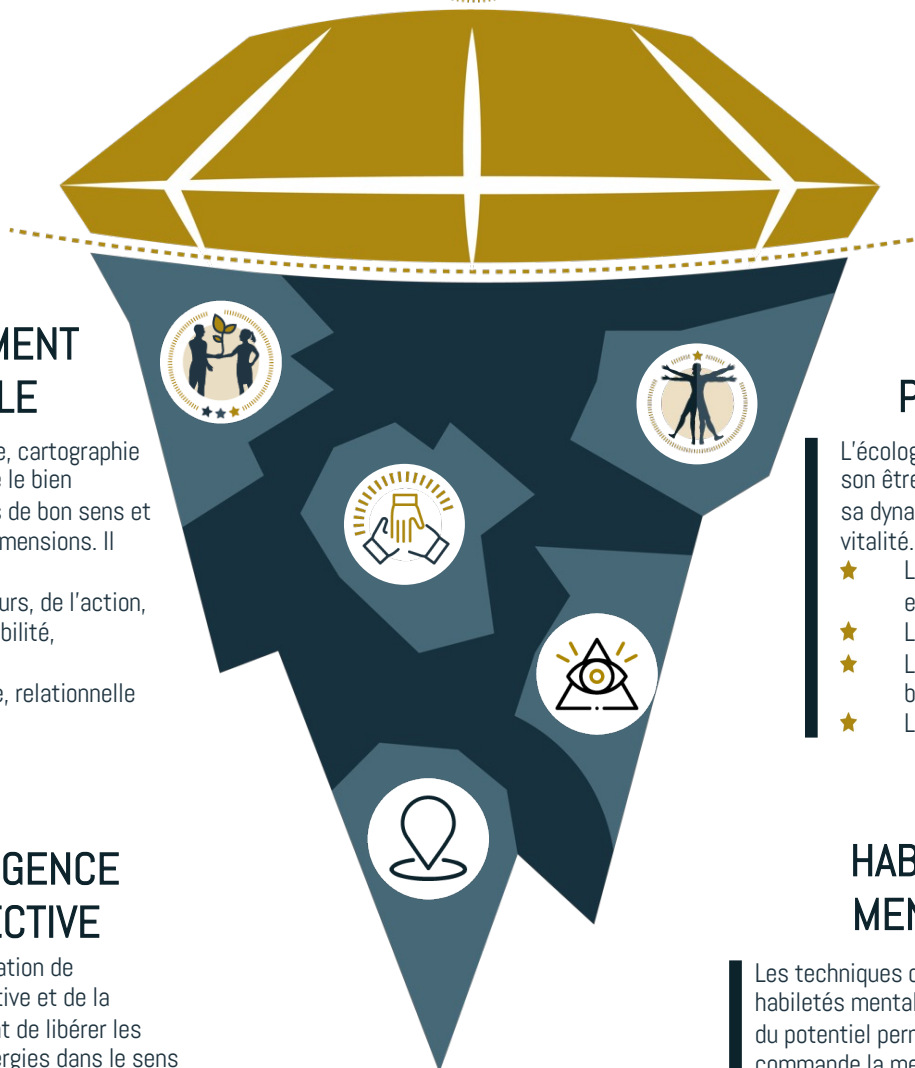 MENT
LE
e, cartographie
e le bien
s de bon sens et
mensions. Il
urs, de l'action,
bilité,
e, relationnelle
P
L'écolog
son être
sa dyna
vitalité.
L
e
L
L
b
L
GENCE
ECTIVE
ation de
tive et de la
t de libérer les
ergies dans le sens
HAB
MEN
Les techniques d
habiletés mental
du potentiel perm
commande la me